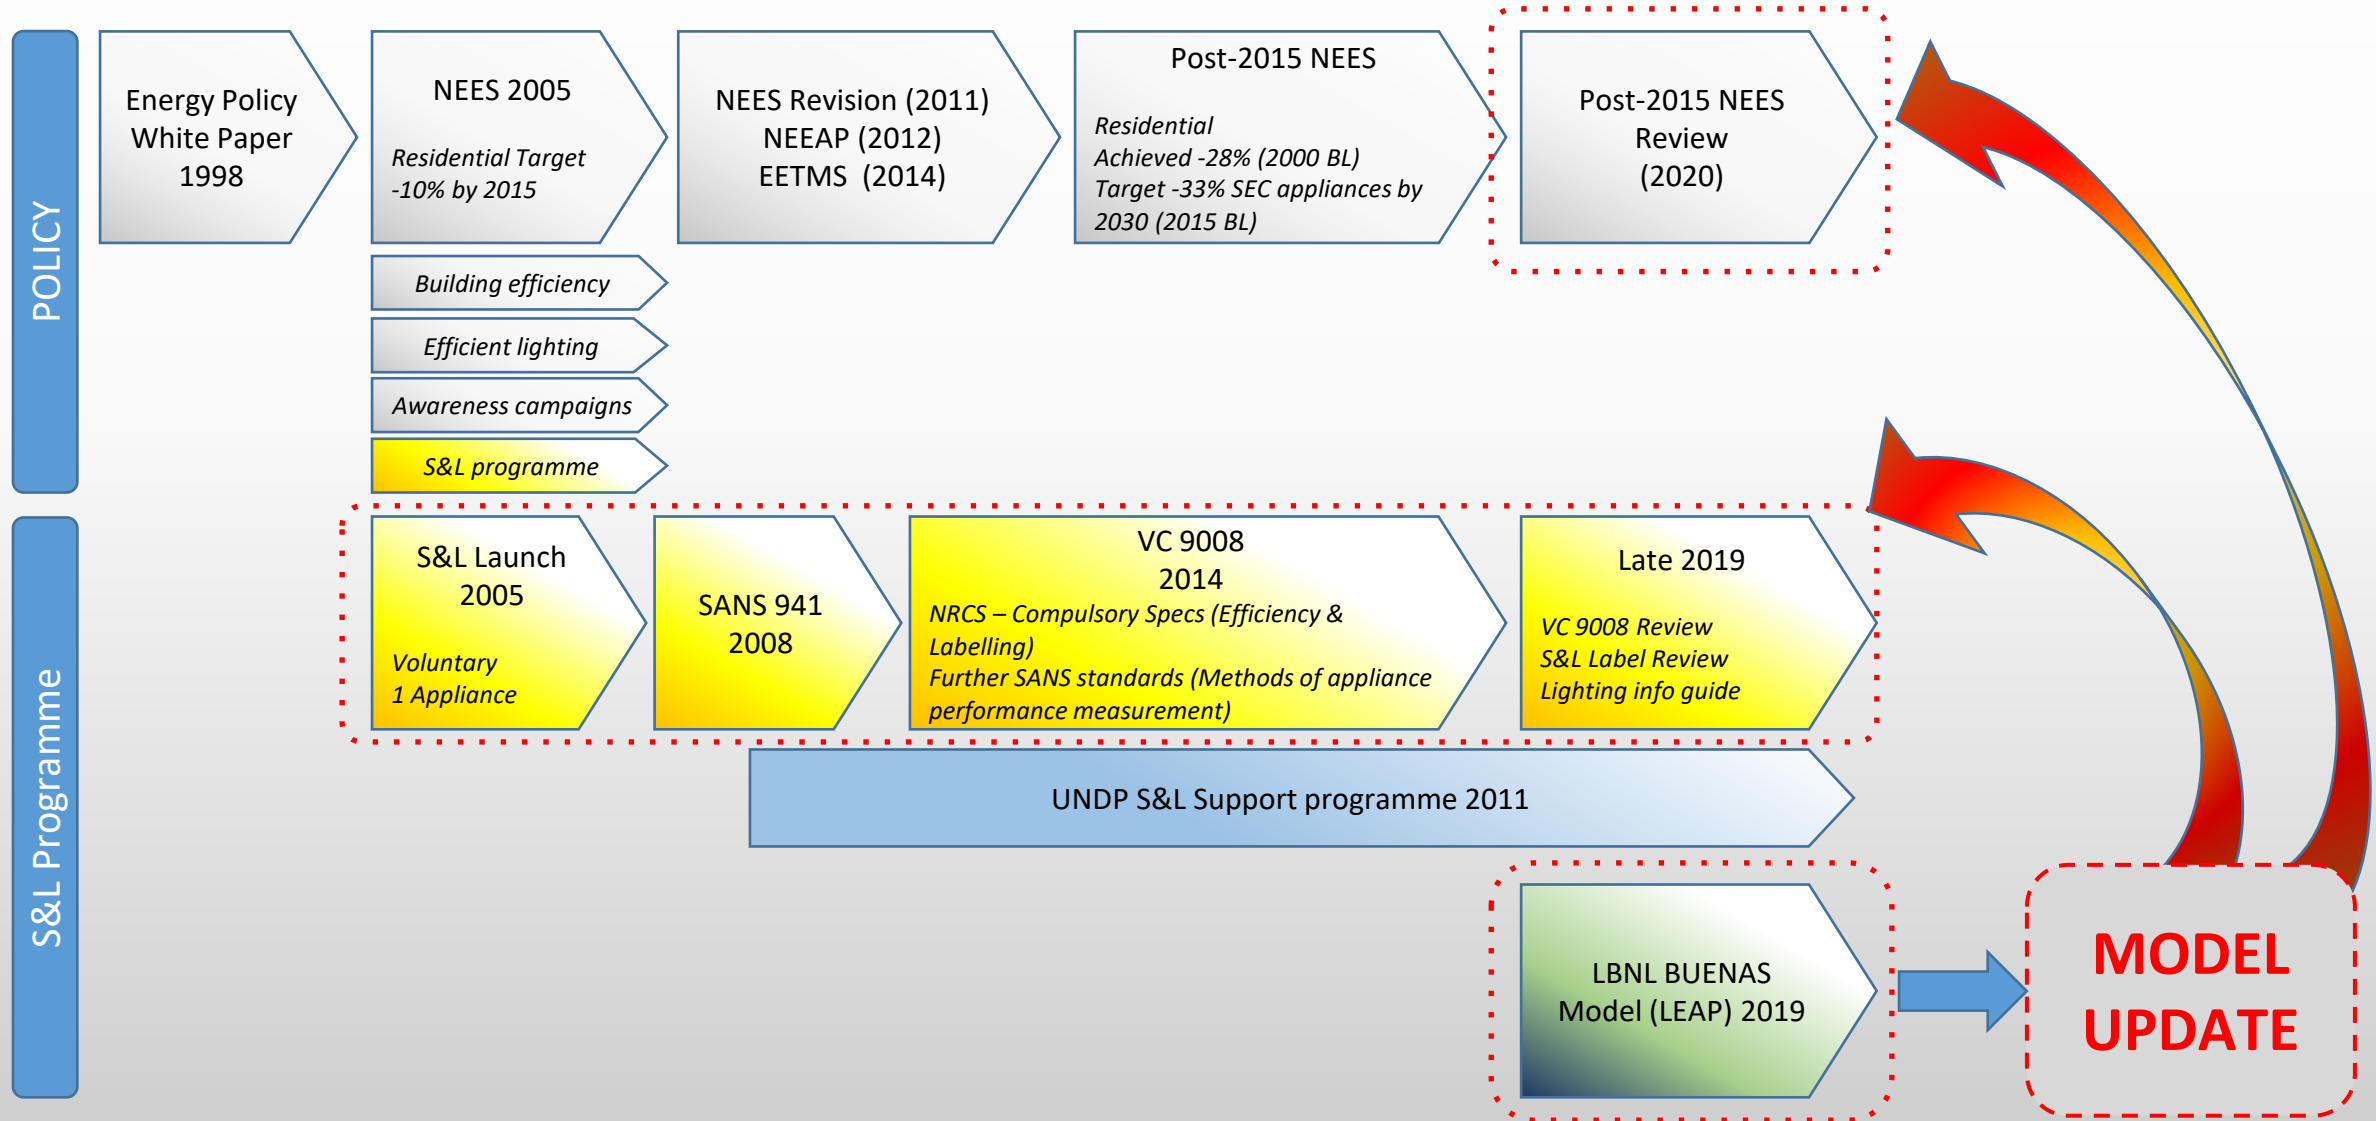 POLICY
Energy Policy
White Paper
1998
NEES 2005
Residential Target
-10% by 2015
NEES Revision (2011)
NEEAP (2012)
EETMS (2014)
Post-2015 NEES
Residential
Achieved -28% (2000 BL)
Target -33% SEC appliances by
2030 (2015 BL)
Post-2015 NEES
Review
(2020)
Building efficiency
Efficient lighting
Awareness campaigns
S&L programme
S&L Programme
S&L Launch
2005
Voluntary
1 Appliance
SANS 941
2008
VC 9008
2014
NRCS – Compulsory Specs (Efficiency &
Labelling)
Further SANS standards (Methods of appliance
performance measurement)
Late 2019
VC 9008 Review
S&L Label Review
Lighting info guide
UNDP S&L Support programme 2011
LBNL BUENAS
Model (LEAP) 2019
MODEL
UPDATE